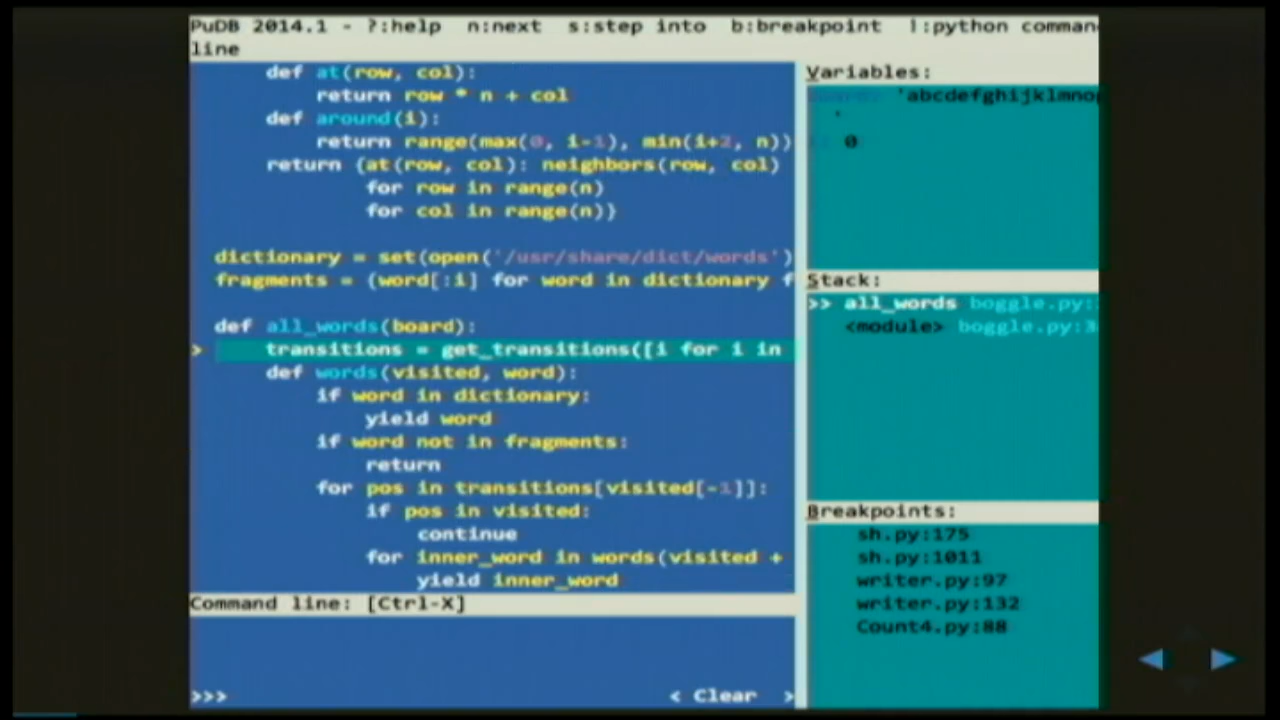 PuDB 2014.1 - ?:help n:next s:step into b:breakpoint !:python comman
line
def at(row, col):
return row * n + col
def around(i):
return range(max(0, i-1), min(i+2, n))
return {at(row, col): neighbors(row, col)
for row in range(n)
for col in range(n)}
dictionary = set(open('/usr/share/dict/words')
fragments = (word[:i] for word in dictionary f
def all_words(board):
> transitions = get_transitions([i for i in
def words(visited, word):
if word in dictionary:
yield word
if word not in fragments:
return
for pos in transitions[visited[-1]]:
if pos in visited:
continue
for inner_word in words(visited +
yield inner_word
Command line: [Ctrl-X]
>>> < Clear >
Variables:
'abcdefghijklmnop
'
0
Stack:
>> all_words boggle.py:
<module> boggle.py:3
Breakpoints:
sh.py:175
sh.py:1011
writer.py:97
writer.py:132
Count4.py:88